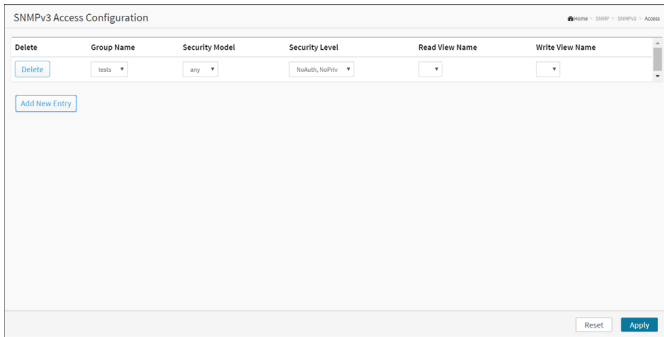 SNMPv3 Access Configuration
Home > SNMP > SNMPv3 > Access
Delete Group Name Security Model Security Level Read View Name Write View Name
Delete tests any NoAuth, NoPriv
Add New Entry
Reset Apply